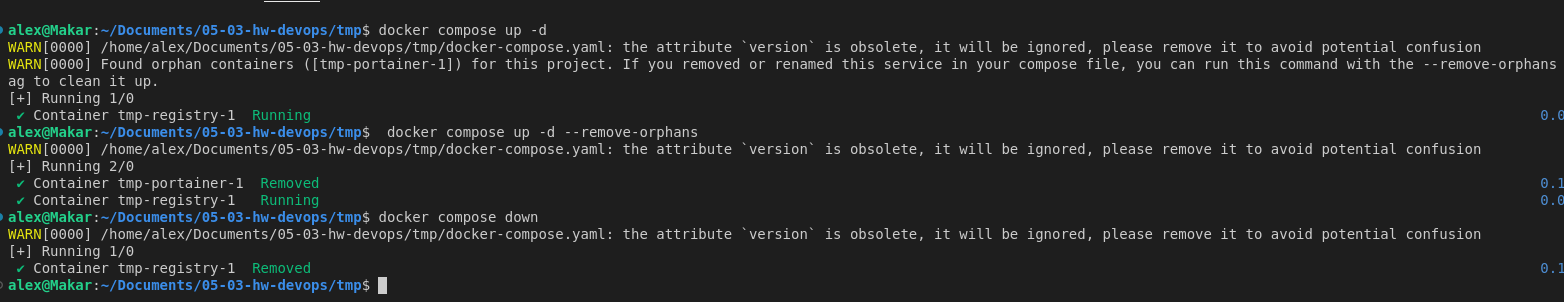 alex@Makar:~/Documents/05-03-hw-devops/tmp$ docker compose up -d
WARN[0000] /home/alex/Documents/05-03-hw-devops/tmp/docker-compose.yaml: the attribute `version` is obsolete, it will be ignored, please remove it to avoid potential confusion
WARN[0000] Found orphan containers ([tmp-portainer-1]) for this project. If you removed or renamed this service in your compose file, you can run this command with the --remove-orphans
ag to clean it up.
[+] Running 1/0
✔ Container tmp-registry-1  Running 0.0
alex@Makar:~/Documents/05-03-hw-devops/tmp$  docker compose up -d --remove-orphans
WARN[0000] /home/alex/Documents/05-03-hw-devops/tmp/docker-compose.yaml: the attribute `version` is obsolete, it will be ignored, please remove it to avoid potential confusion
[+] Running 2/0
✔ Container tmp-portainer-1  Removed 0.1
✔ Container tmp-registry-1   Running 0.0
alex@Makar:~/Documents/05-03-hw-devops/tmp$ docker compose down
WARN[0000] /home/alex/Documents/05-03-hw-devops/tmp/docker-compose.yaml: the attribute `version` is obsolete, it will be ignored, please remove it to avoid potential confusion
[+] Running 1/0
✔ Container tmp-registry-1  Removed 0.1
alex@Makar:~/Documents/05-03-hw-devops/tmp$